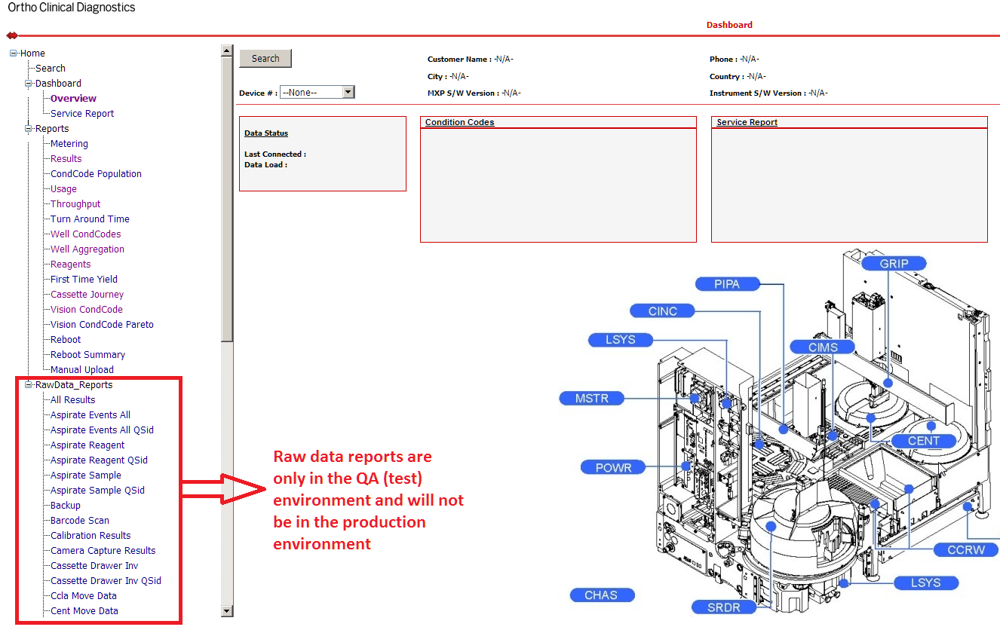 Ortho Clinical Diagnostics
Dashboard
Home
Search
Dashboard
Overview
Service Report
Reports
Metering
Results
CondCode Population
Usage
Throughput
Turn Around Time
Well CondCodes
Well Aggregation
Reagents
First Time Yield
Cassette Journey
Vision CondCode
Vision CondCode Pareto
Reboot
Reboot Summary
Manual Upload
RawData_Reports
All Results
Aspirate Events All
Aspirate Events All QSid
Aspirate Reagent
Aspirate Reagent QSid
Aspirate Sample
Aspirate Sample QSid
Backup
Barcode Scan
Calibration Results
Camera Capture Results
Cassette Drawer Inv
Cassette Drawer Inv QSid
Ccla Move Data
Cent Move Data
Search
Device # : --None--
Customer Name : -N/A-
City : -N/A-
MXP S/W Version : -N/A-
Phone : -N/A-
Country : -N/A-
Instrument S/W Version : -N/A-
Data Status
Last Connected :
Data Load :
Condition Codes
Service Report
Raw data reports are
only in the QA (test)
environment and will not
be in the production
environment
GRIP
PIPA
CINC
LSYS
CIMS
MSTR
CENT
POWR
CCRW
LSYS
CHAS
SRDR